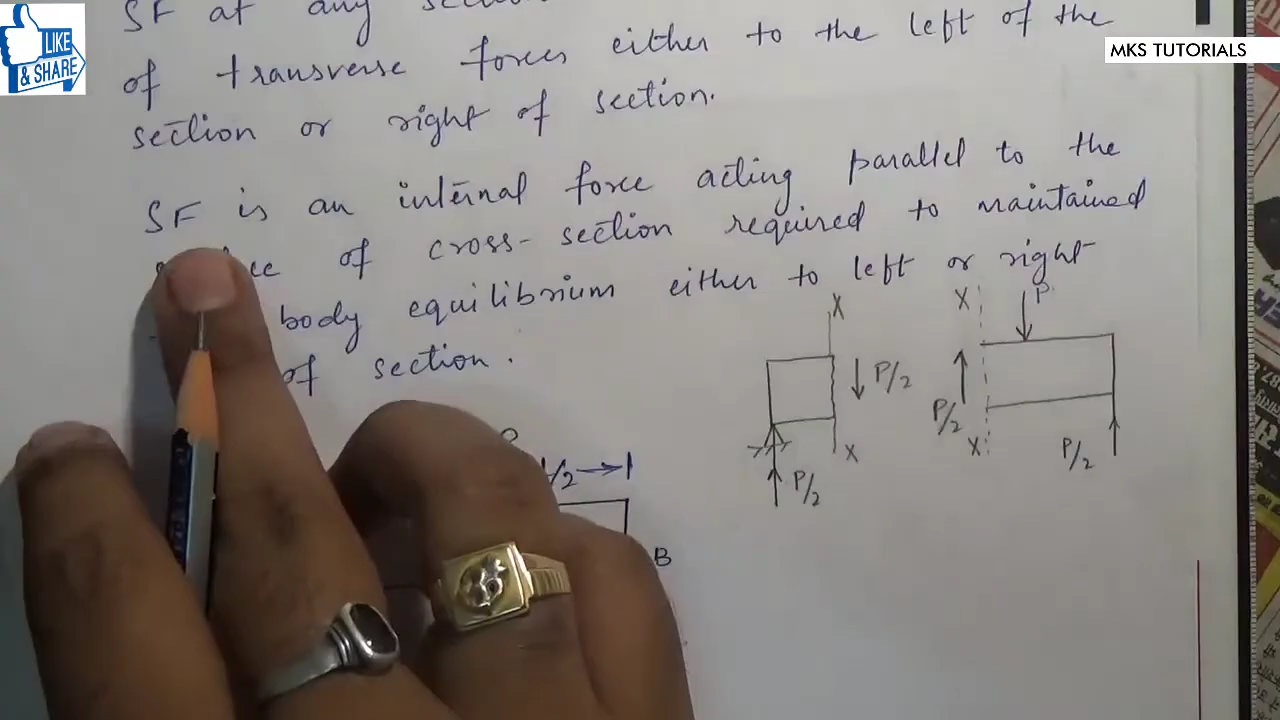 LIKE
& SHARE
MKS TUTORIALS
SF at any
of transverse forces either to the left of the
section or right of section.
SF is an internal force acting parallel to the
of cross-section required to maintained
body equilibrium either to left or right
of section.
X
P/2
X
P/2
X
P
P/2
X
P/2
/2
B